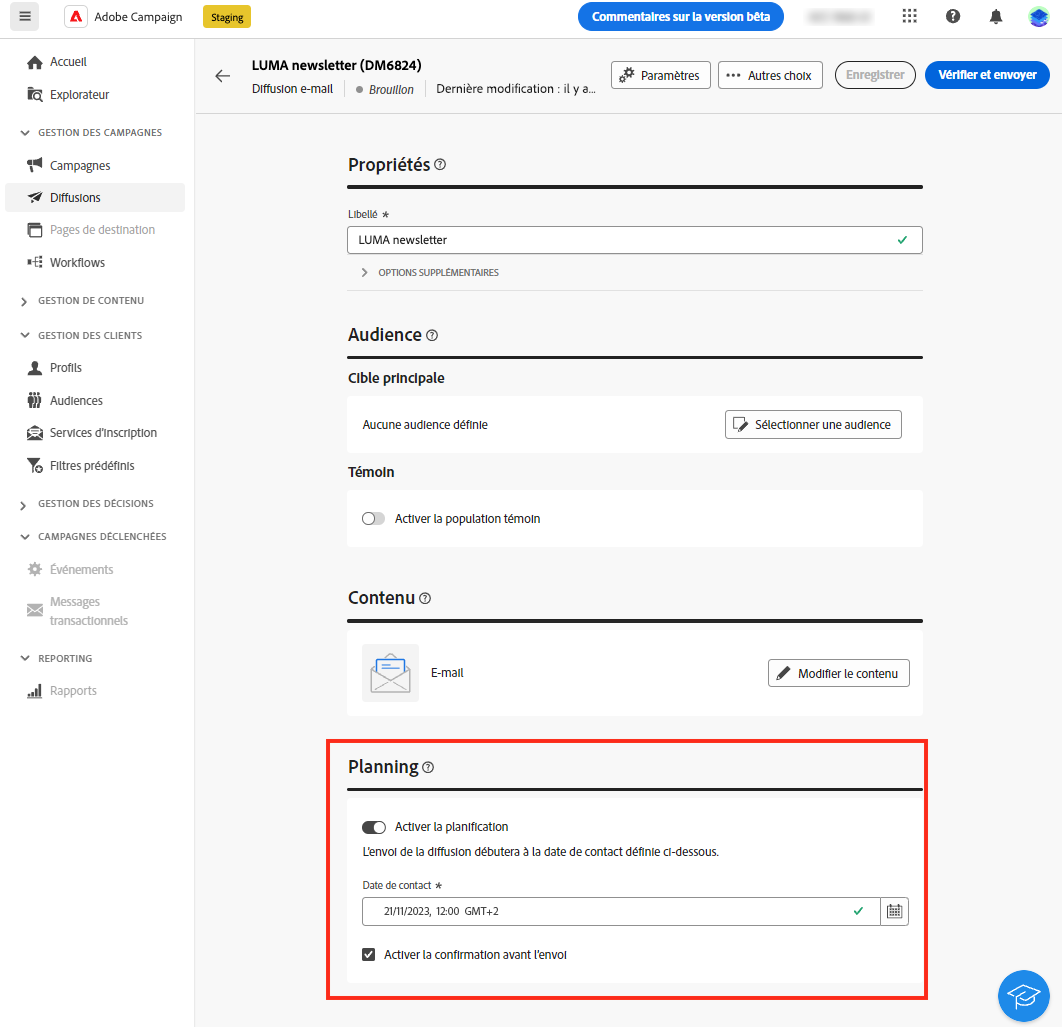 Adobe Campaign
Staging
Commentaires sur la version bêta
Accueil
Explorateur
GESTION DES CAMPAGNES
Campagnes
Diffusions
Pages de destination
Workflows
GESTION DE CONTENU
GESTION DES CLIENTS
Profils
Audiences
Services d'inscription
Filtres prédéfinis
GESTION DES DÉCISIONS
CAMPAGNES DÉCLENCHÉES
Événements
Messages
transactionnels
REPORTING
Rapports
LUMA newsletter (DM6824)
Diffusion e-mail
Brouillon
Dernière modification : il y a...
Paramètres
Autres choix
Enregistrer
Vérifier et envoyer
Propriétés
Libellé *
LUMA newsletter
OPTIONS SUPPLÉMENTAIRES
Audience
Cible principale
Aucune audience définie
Sélectionner une audience
Témoin
Activer la population témoin
Contenu
E-mail
Modifier le contenu
Planning
Activer la planification
L'envoi de la diffusion débutera à la date de contact définie ci-dessous.
Date de contact *
21/11/2023, 12:00 GMT+2
Activer la confirmation avant l'envoi